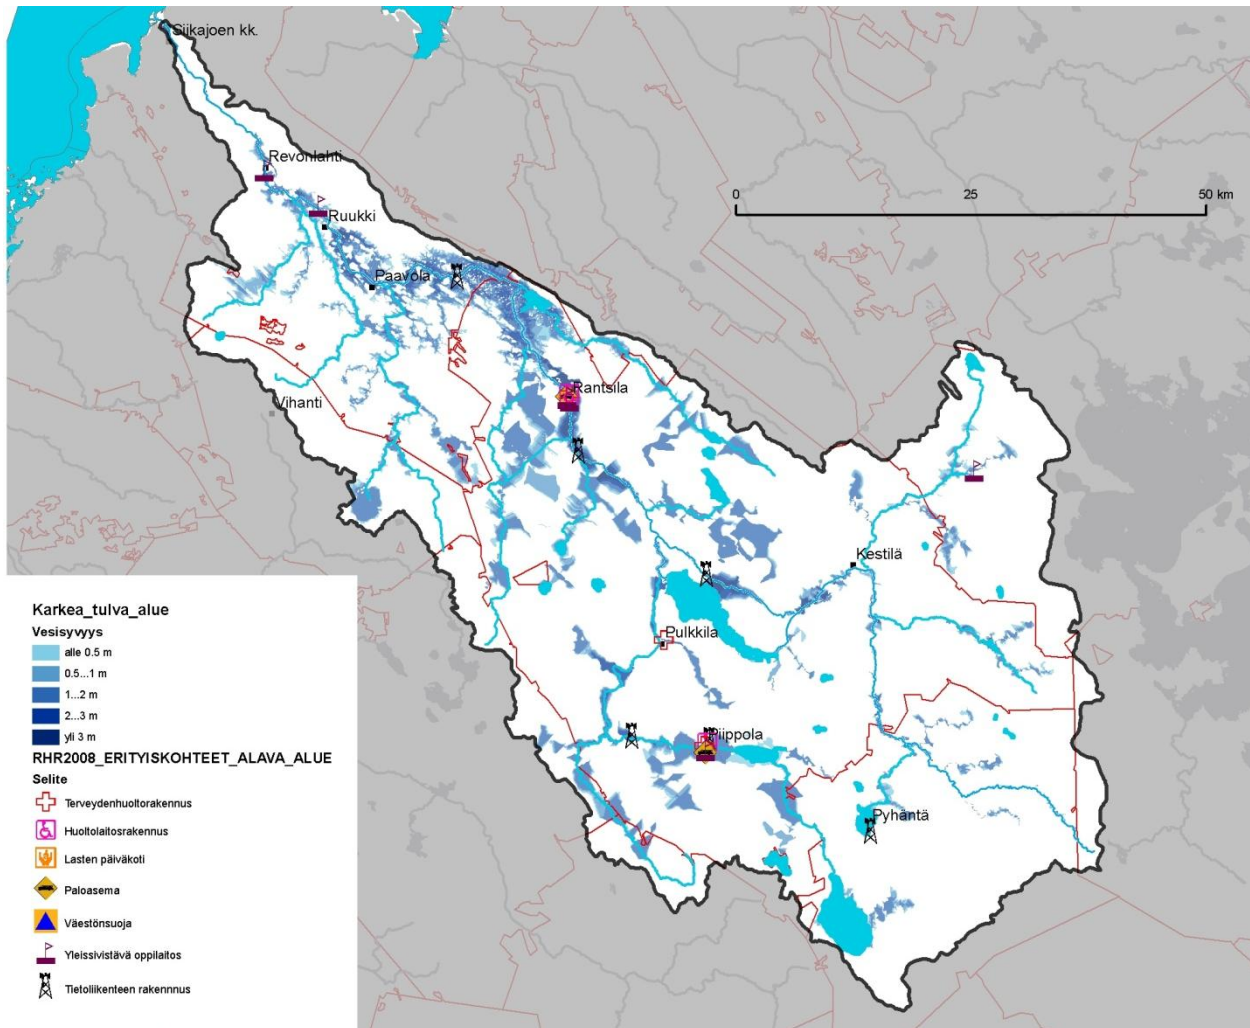 Siikajoen kk.
Revonlahti
Ruukki
0 25 50 km
Paavola
Rantsila
Vihanti
Kestilä
Pulkkila
Piippola
Pyhäntä
Karkea_tulva_alue
Vesisyvyys
alle 0.5 m
0.5...1 m
1...2 m
2...3 m
yli 3 m
RHR2008_ERITYISKOHTEET_ALAVA_ALUE
Selite
Terveydenhuoltorakennus
Huoltolaitosrakennus
Lasten päiväkoti
Paloasema
Väestönsuoja
Yleissivistävä oppilaitos
Tietoliikenteen rakennnus